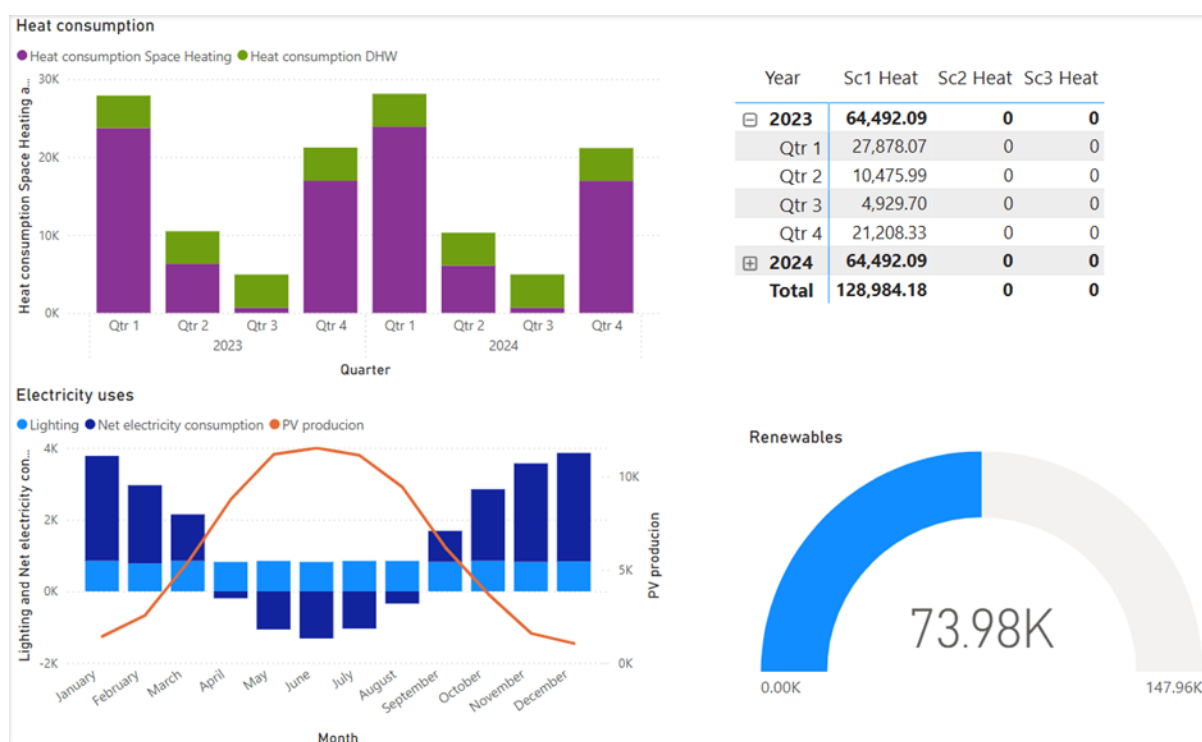 Heat consumption
Heat consumption Space Heating Heat consumption DHW
Heat consumption Space Heating a...
30K
20K
10K
0K
Qtr 1 Qtr 2 Qtr 3 Qtr 4 Qtr 1 Qtr 2 Qtr 3 Qtr 4
2023 2024
Quarter
Year Sc1 Heat Sc2 Heat Sc3 Heat
2023 64,492.09 0 0
Qtr 1 27,878.07 0 0
Qtr 2 10,475.99 0 0
Qtr 3 4,929.70 0 0
Qtr 4 21,208.33 0 0
2024 64,492.09 0 0
Total 128,984.18 0 0
Electricity uses
Lighting Net electricity consumption PV producion
Lighting and Net electricity con...
4K
2K
0K
-2K
10K
5K
0K
PV producion
January February March April May June July August September October November December
Month
Renewables
73.98K
0.00K 147.96K